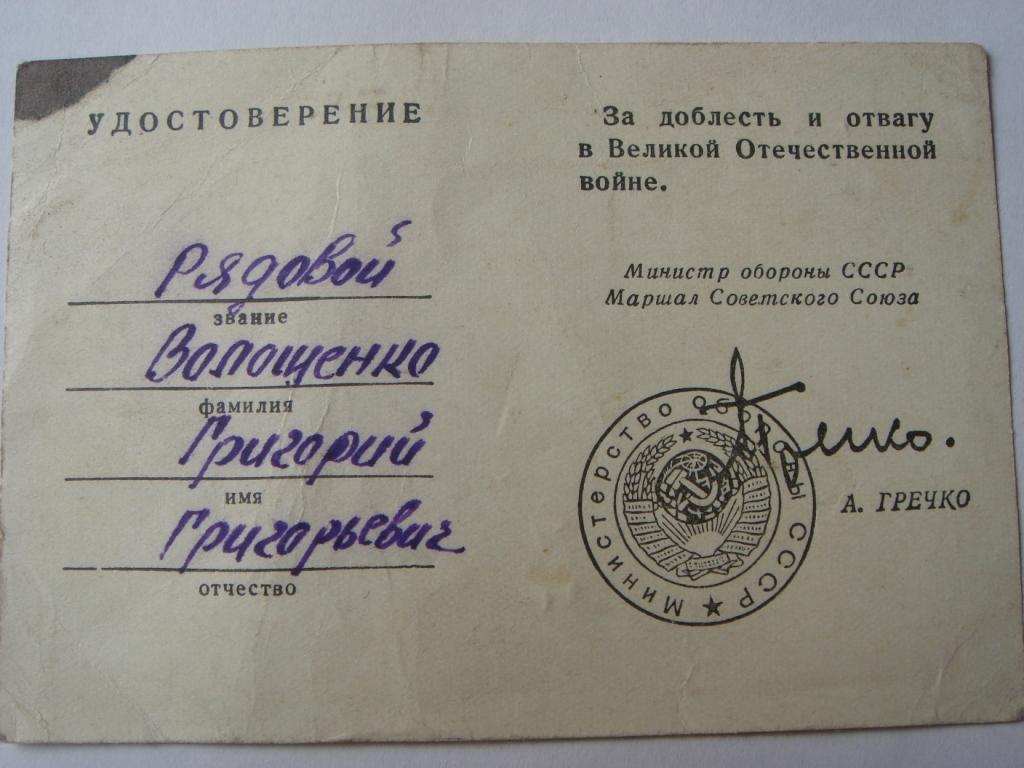 УДОСТОВЕРЕНИЕ
Рядовой
звание
Волощенко
фамилия
Григорий
имя
Григорьевич
отчество
За доблесть и отвагу
в Великой Отечественной
войне.
Министр обороны СССР
Маршал Советского Союза
Гречко.
А. ГРЕЧКО
Министерство Обороны СССР